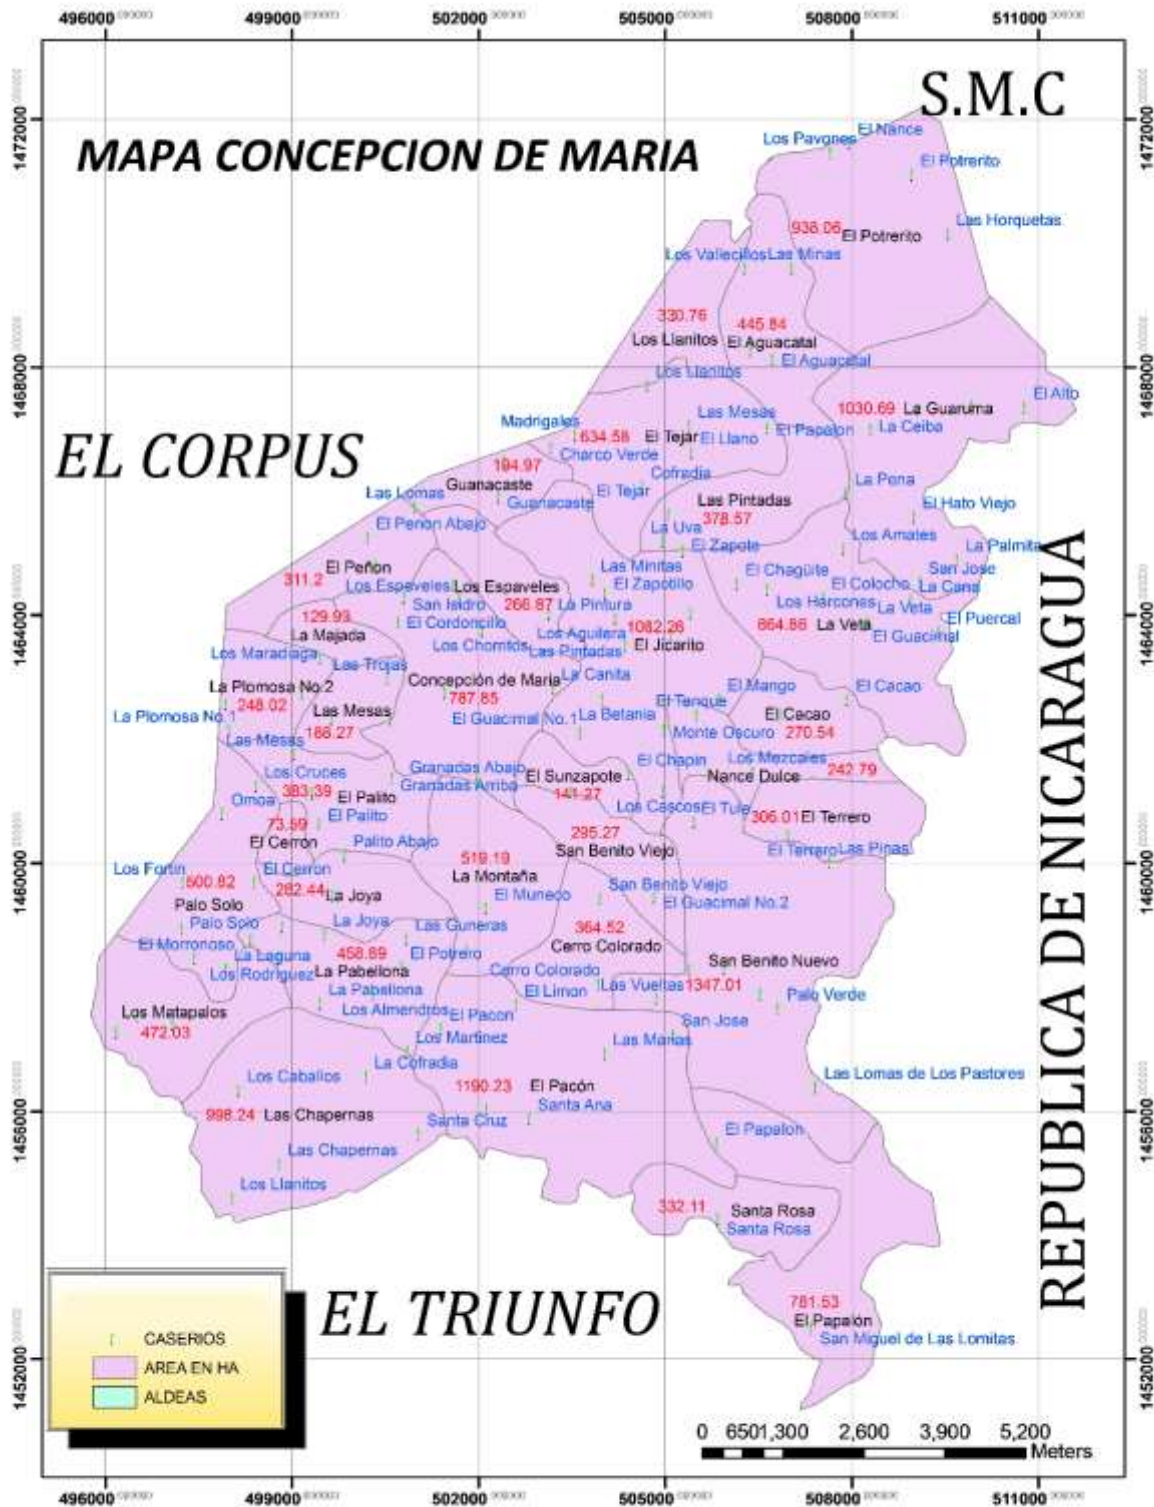 496000 499000 502000 505000 508000 511000
S.M.C
1472000 1472000
El Nance
Los Pavones
MAPA CONCEPCION DE MARIA
El Potrerito
Las Horquetas
938.06
El Potrerito
Los Vallecillos Las Minas
330.76
445.84
Los Llanitos El Aguacatal
El Aguacatal
1468000 1468000
Los Llanitos
El Alto
1030.69 La Guaruma
Las Mesas
Madrigales
La Ceiba
El Papalon
634.58 El Tejar
El Llano
EL CORPUS
Charco Verde
194.97
Cofradia
Guanacaste
La Pena
El Tejar
Las Lomas
Las Pintadas
Guanacaste
El Hato Viejo
378.57
El Penon Abajo
La Uva
Los Amates
El Zapote
La Palmita
El Peñon
Las Minitas
El Chagüite
San Jose
311.2
Los Espaveles
Los Espaveles
El Zapotillo
El Colocho
La Cana
San Isidro
266.87
La Pintura
Los Horcones
La Veta
129.93
El Cordoncillo
El Puercal
1464000 1464000
La Majada
Los Chorritos
Los Aguilera
1082.26
864.86 La Veta
El Guacimal
Los Maradiaga
Las Pintadas
El Jicarito
Las Trojas
La Canita
La Plomosa No.2
Concepción de Maria
El Mango
El Cacao
248.02
787.85
El Tanque
La Plomosa No.1
Las Mesas
El Guacimal No.1
La Betania
El Cacao
186.27
Monte Oscuro
270.54
Las Mesas
El Chapin
Los Mezcales
Los Cruces
Granadas Abajo
El Sunzapote
Nance Dulce
242.79
383.39
Granadas Arriba
141.27
Omoa
El Palito
Los Cascos
El Tule
306.01 El Terrero
73.59
El Palito
295.27
El Cerron
Palito Abajo
519.19
San Benito Viejo
El Terrero
Las Pinas
1460000 1460000
Los Fortin
El Cerron
La Montaña
500.82
282.44
La Joya
El Muneco
San Benito Viejo
Palo Solo
El Guacimal No.2
Palo Solo
La Joya
Las Guneras
364.52
El Morronoso
458.89
Cerro Colorado
La Laguna
El Potrero
San Benito Nuevo
Los Rodriguez
La Pabellona
Cerro Colorado
1347.01
La Pabellona
El Limon
Las Vueltas
Palo Verde
Los Matapalos
Los Almendros
El Pacon
San Jose
472.03
Los Martinez
Las Marias
La Cofradia
Los Caballos
1190.23 El Pacón
Las Lomas de Los Pastores
998.24 Las Chapernas
Santa Ana
1456000 1456000
Santa Cruz
El Papalon
Las Chapernas
Los Llanitos
332.11
Santa Rosa
Santa Rosa
REPUBLICA DE NICARAGUA
EL TRIUNFO
781.53
El Papalón
San Miguel de Las Lomitas
CASERIOS
AREA EN HA
ALDEAS
1452000 1452000
0 650 1,300 2,600 3,900 5,200
Meters
496000 499000 502000 505000 508000 511000